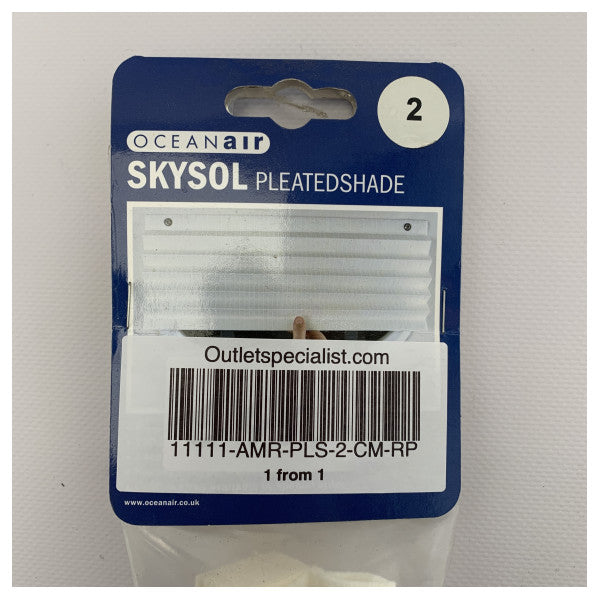 2
OCEANair
SKYSOL PLEATEDSHADE
Outletspecialist.com
11111-AMR-PLS-2-CM-RP
1 from 1
www.oceanair.co.uk